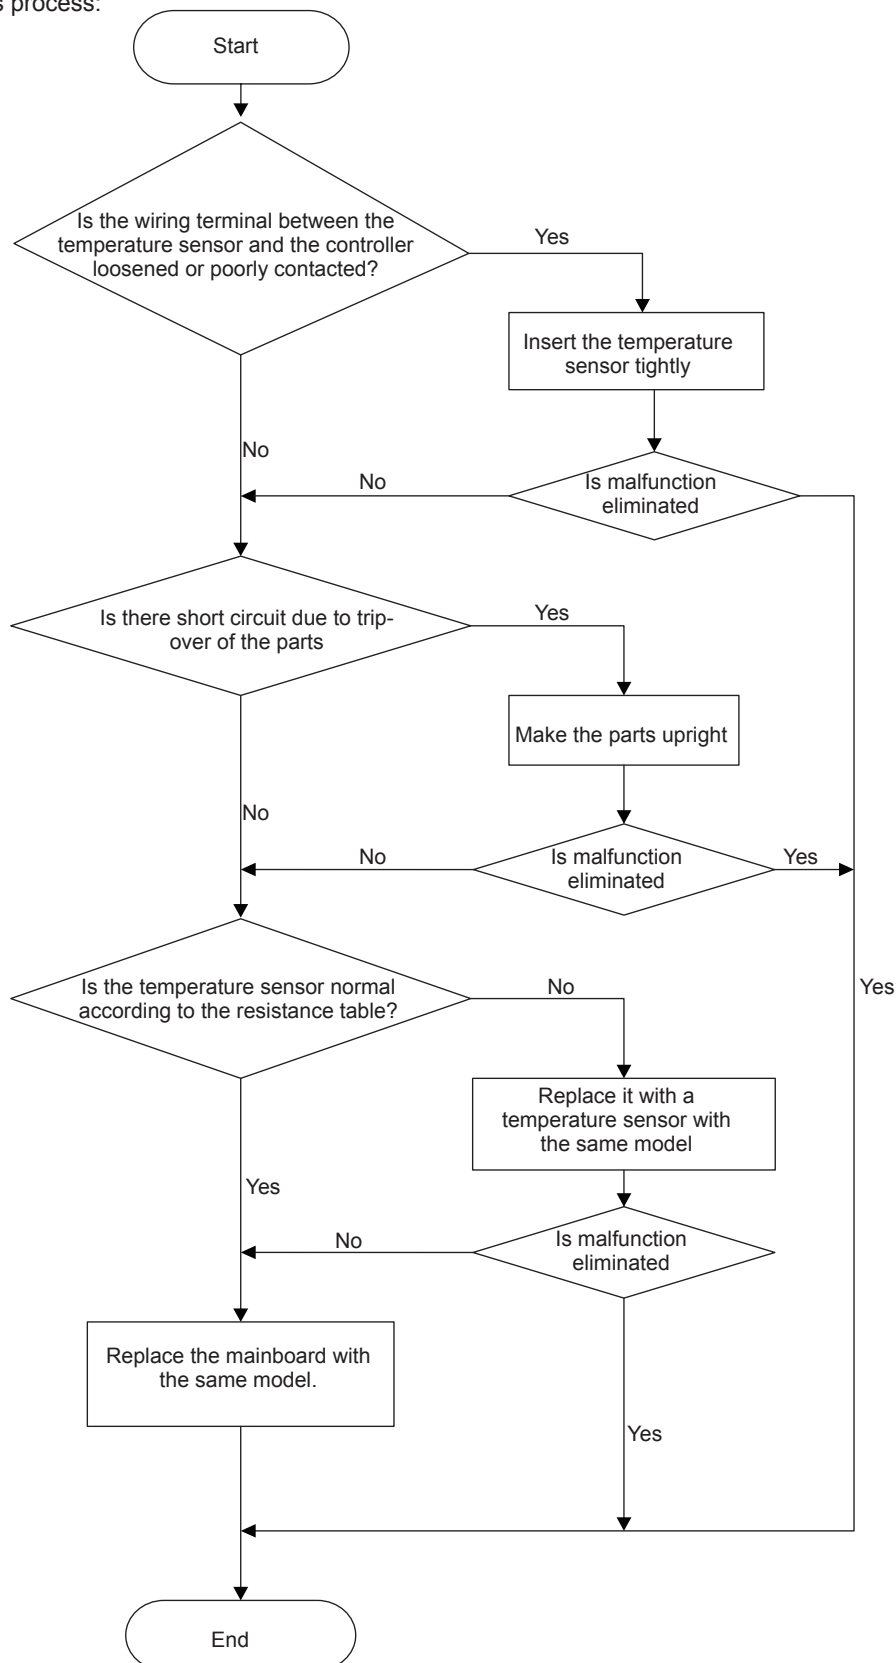 s process:
Start
Is the wiring terminal between the
temperature sensor and the controller
loosened or poorly contacted?
Yes
Insert the temperature
sensor tightly
No
No
Is malfunction
eliminated
Is there short circuit due to trip-
over of the parts
Yes
Make the parts upright
No
No
Is malfunction
eliminated
Yes
Is the temperature sensor normal
according to the resistance table?
No
Yes
Replace it with a
temperature sensor with
the same model
Yes
No
Is malfunction
eliminated
Replace the mainboard with
the same model.
Yes
End